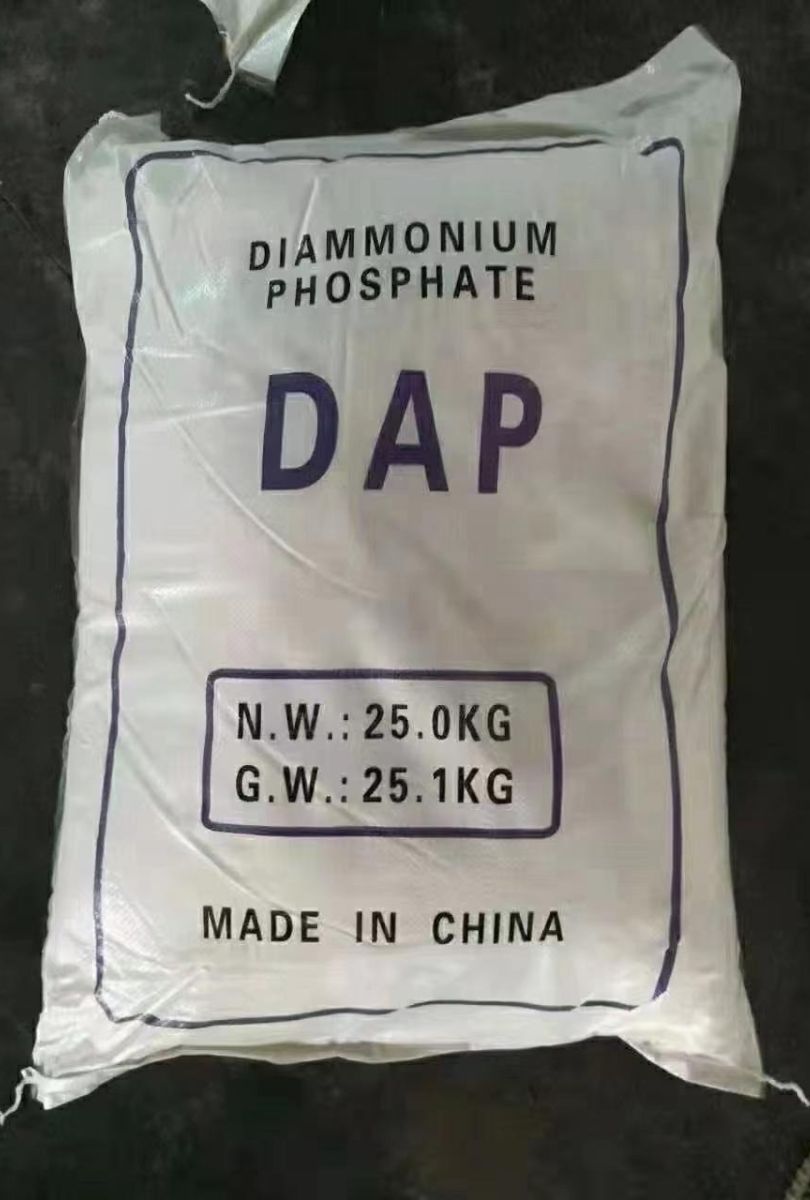 DIAMMONIUM
PHOSPHATE
DAP
N.W.: 25.0KG
G.W.: 25.1KG
MADE IN CHINA